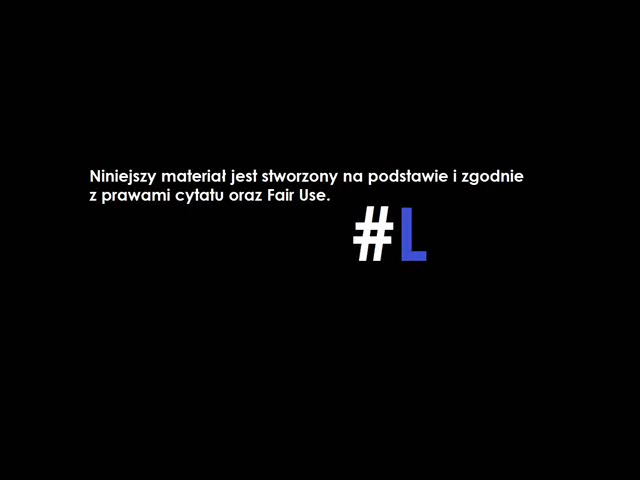 Niniejszy materiał jest stworzony na podstawie i zgodnie
z prawami cytatu oraz Fair Use.
#L